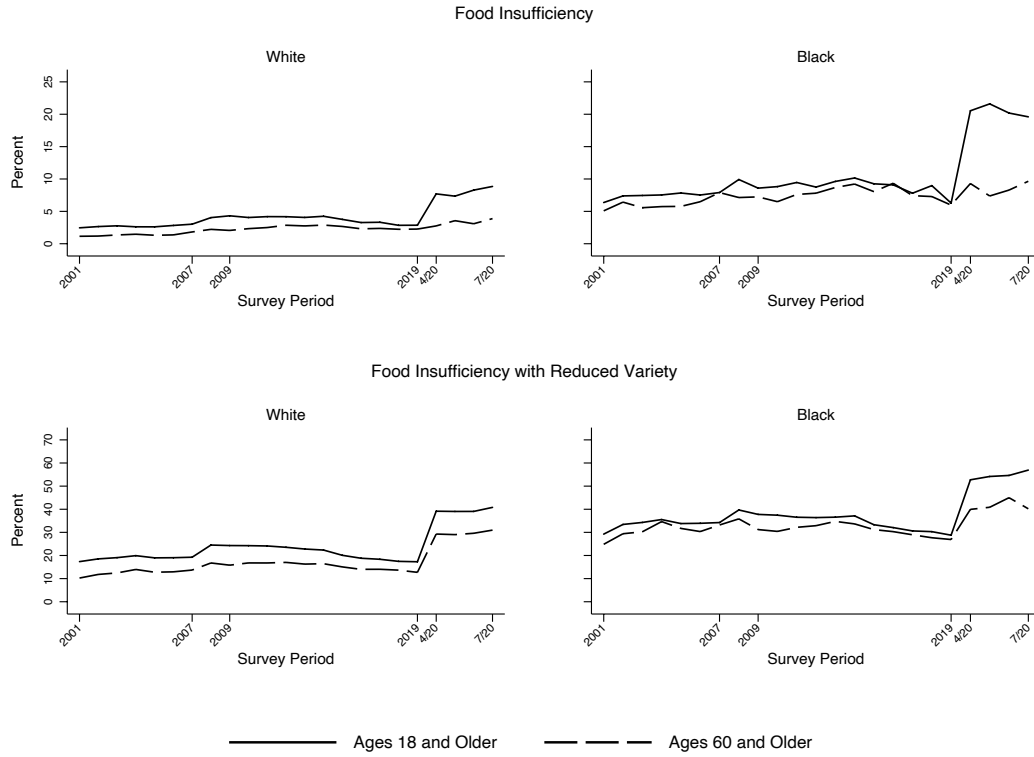 Food Insufficiency
White
Black
Percent
25
20
15
10
5
0
2001
2007
2009
2019
4/20
7/20
Survey Period
2001
2007
2009
2019
4/20
7/20
Survey Period
Food Insufficiency with Reduced Variety
White
Black
Percent
70
60
50
40
30
20
10
0
2001
2007
2009
2019
4/20
7/20
Survey Period
2001
2007
2009
2019
4/20
7/20
Survey Period
Ages 18 and Older
Ages 60 and Older